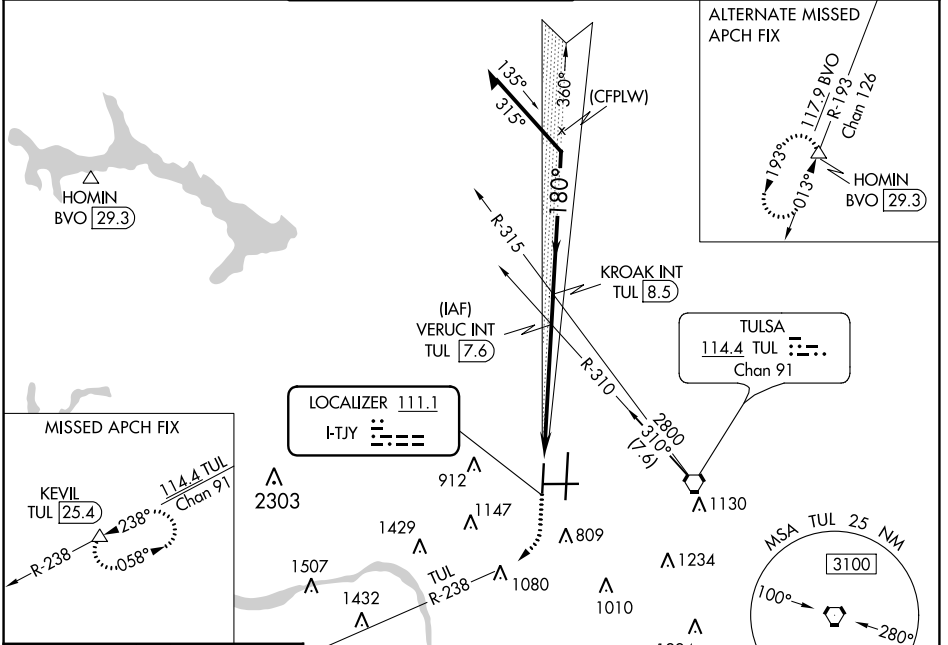 ALTERNATE MISSED
APCH FIX
117.9 BVO
R-193
Chan 126
193°
013°
HOMIN
BVO 29.3
135°
315°
360°
(CFPLW)
180°
HOMIN
BVO 29.3
R-315
KROAK INT
TUL 8.5
(IAF)
VERUC INT
TUL 7.6
R-310
2800
310°
(7.6)
TULSA
114.4 TUL
Chan 91
LOCALIZER 111.1
I-TJY
MISSED APCH FIX
KEVIL
TUL 25.4
114.4 TUL
Chan 91
238°
058°
R-238
2303
912
1147
1429
1507
1432
TUL
R-238
1080
809
1130
1234
1010
MSA TUL 25 NM
3100
100°
280°